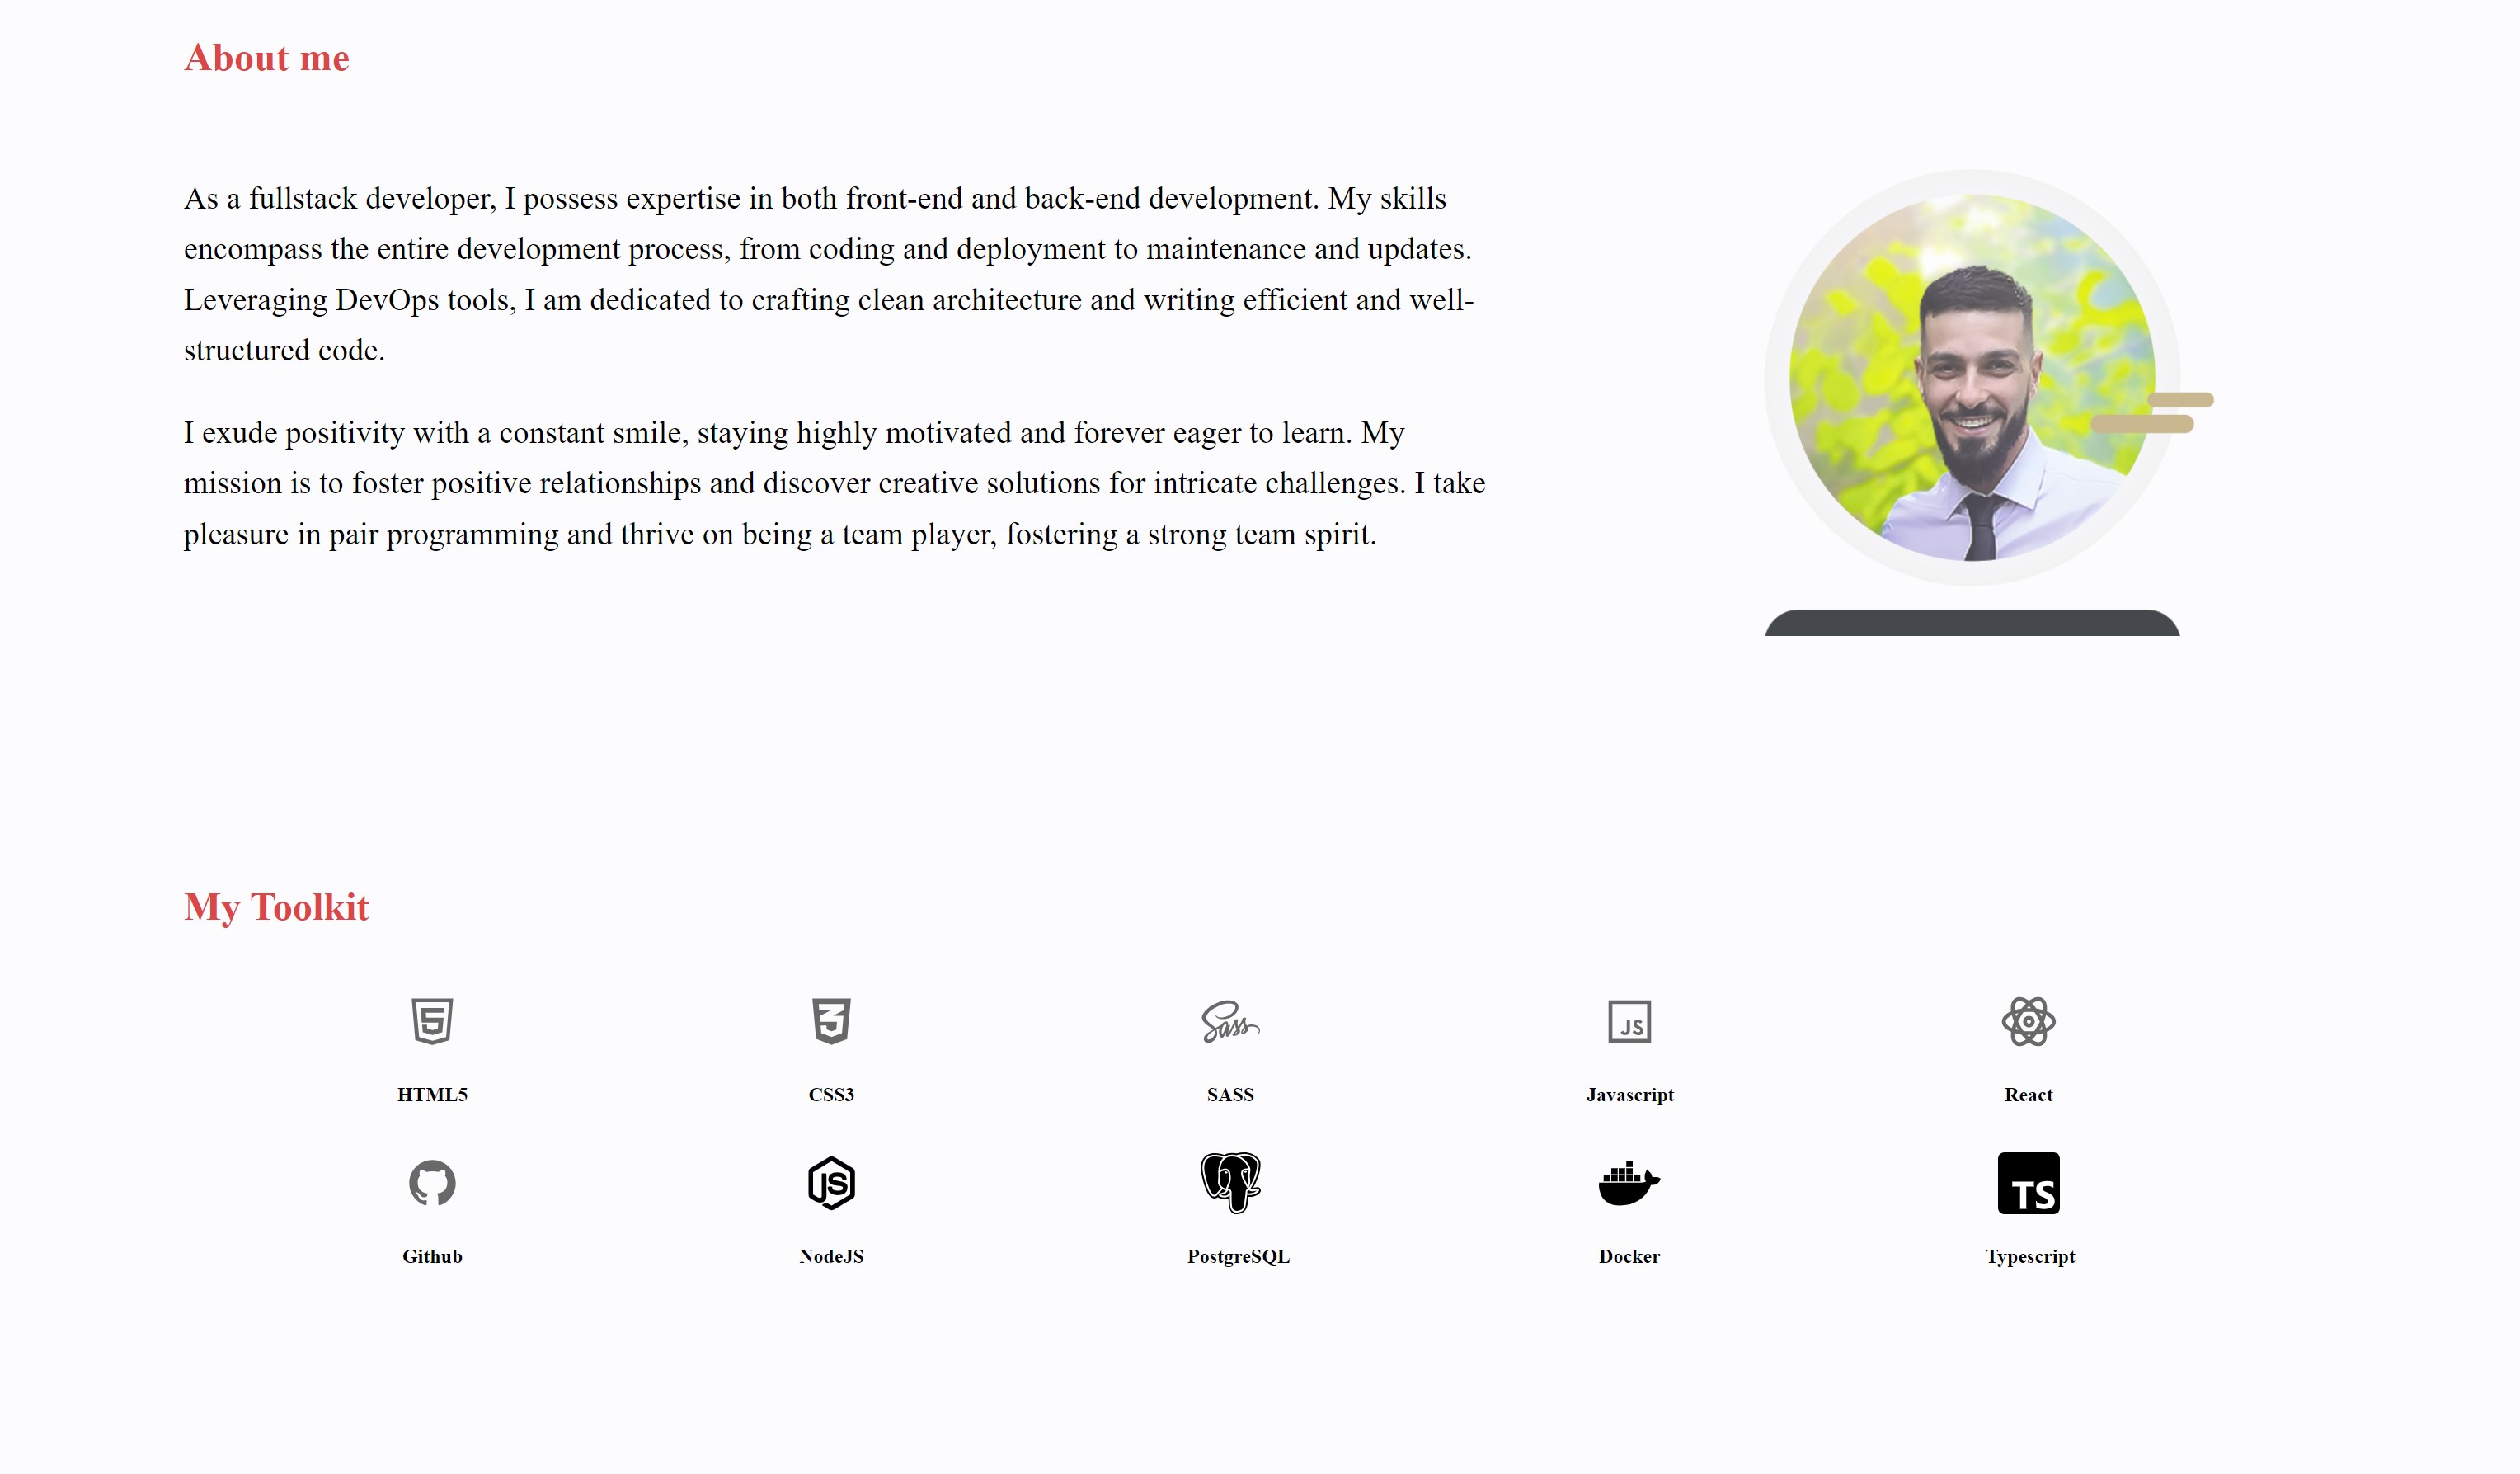 About me
As a fullstack developer, I possess expertise in both front-end and back-end development. My skills
encompass the entire development process, from coding and deployment to maintenance and updates.
Leveraging DevOps tools, I am dedicated to crafting clean architecture and writing efficient and well-
structured code.
I exude positivity with a constant smile, staying highly motivated and forever eager to learn. My
mission is to foster positive relationships and discover creative solutions for intricate challenges. I take
pleasure in pair programming and thrive on being a team player, fostering a strong team spirit.
My Toolkit
5 3 Sass JS
HTML5 CSS3 SASS Javascript React
JS TS
Github NodeJS PostgreSQL Docker Typescript